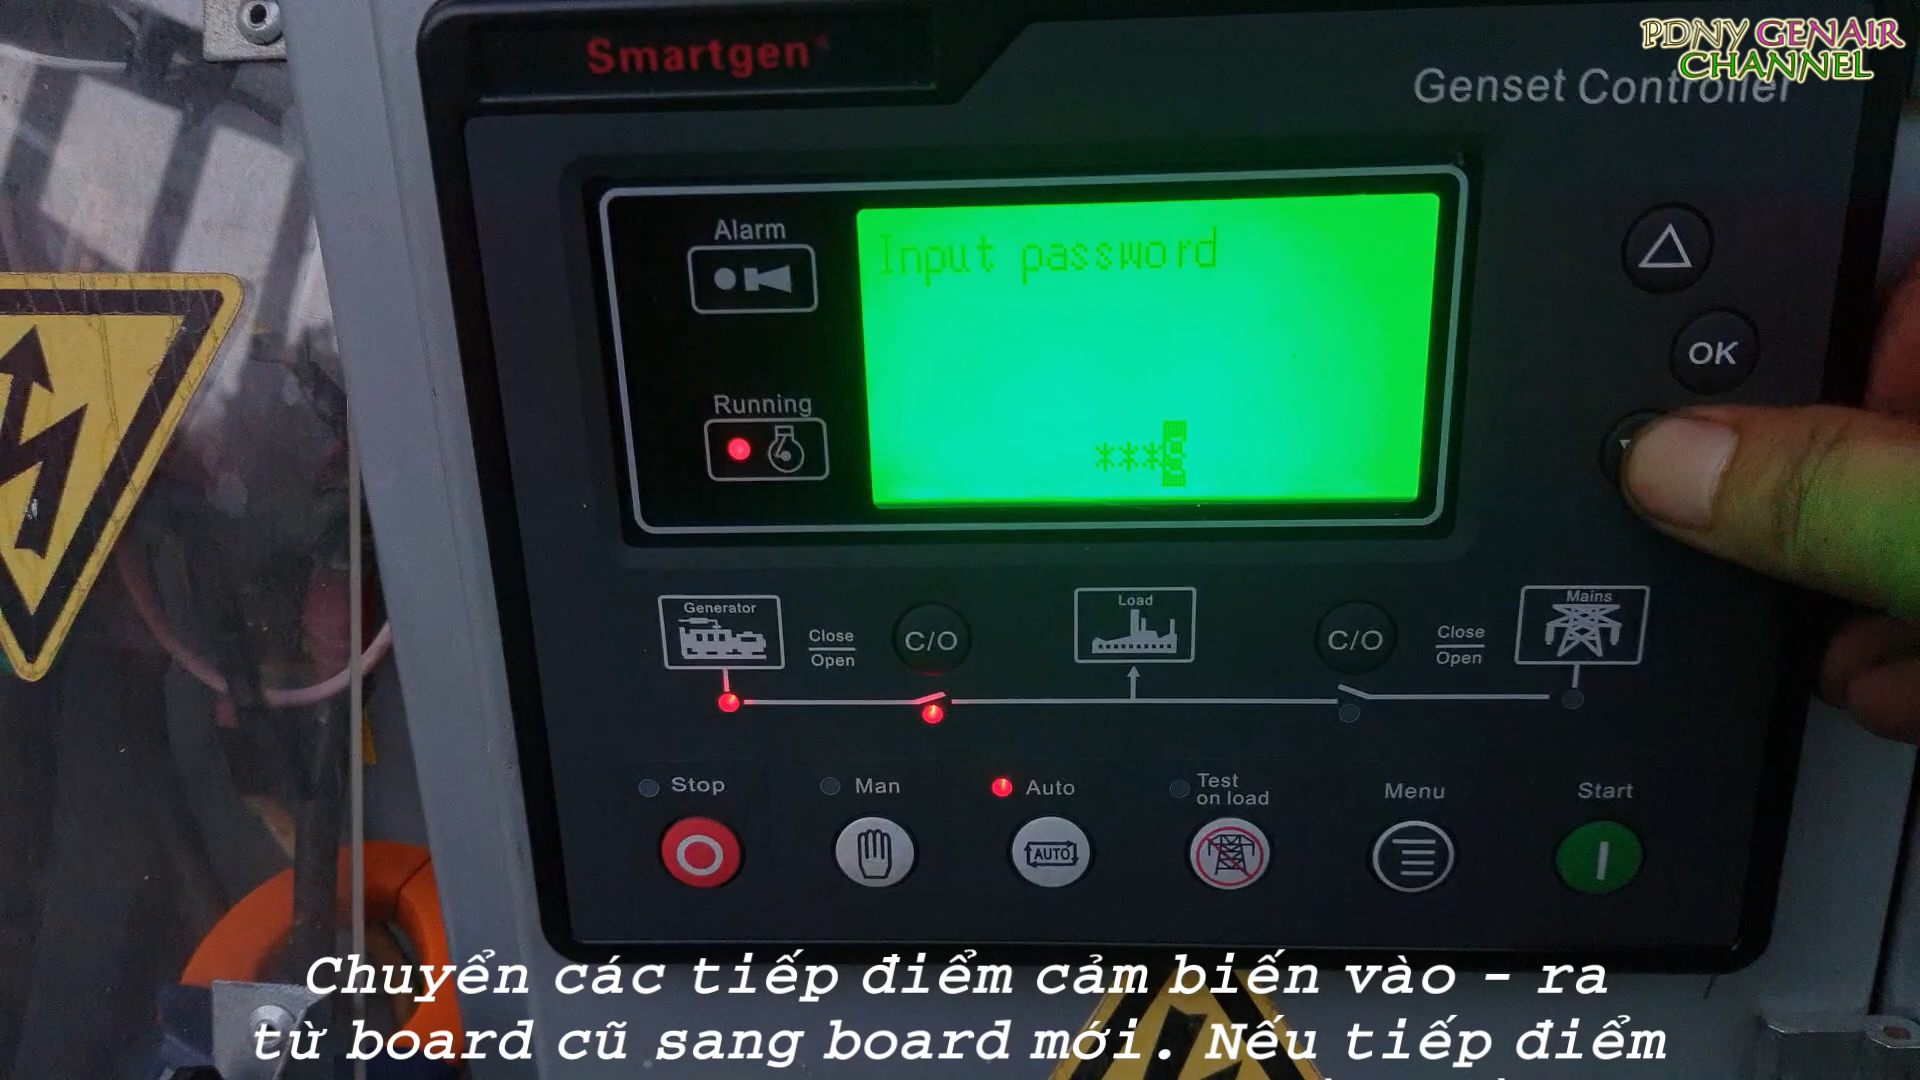 PDNY GENAIR
CHANNEL
Smartgen
Genset Controller
Alarm
Input password
OK
Running
***
Generator
Close
Open
C/O
Load
C/O
Close
Open
Mains
Stop
Man
Auto
Test
on load
Menu
Start
AUTO
Chuyển các tiếp điểm cảm biến vào - ra
từ board cũ sang board mới. Nếu tiếp điểm